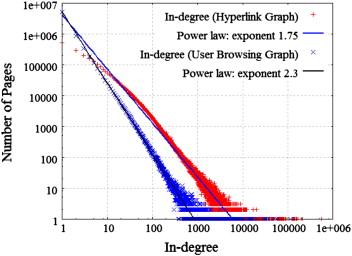 1e+007
1e+006
100000
10000
1000
100
10
1
Number of Pages
In-degree (Hyperlink Graph)
Power law: exponent 1.75
In-degree (User Browsing Graph)
Power law: exponent 2.3
1 10 100 1000 10000 100000 1e+006
In-degree